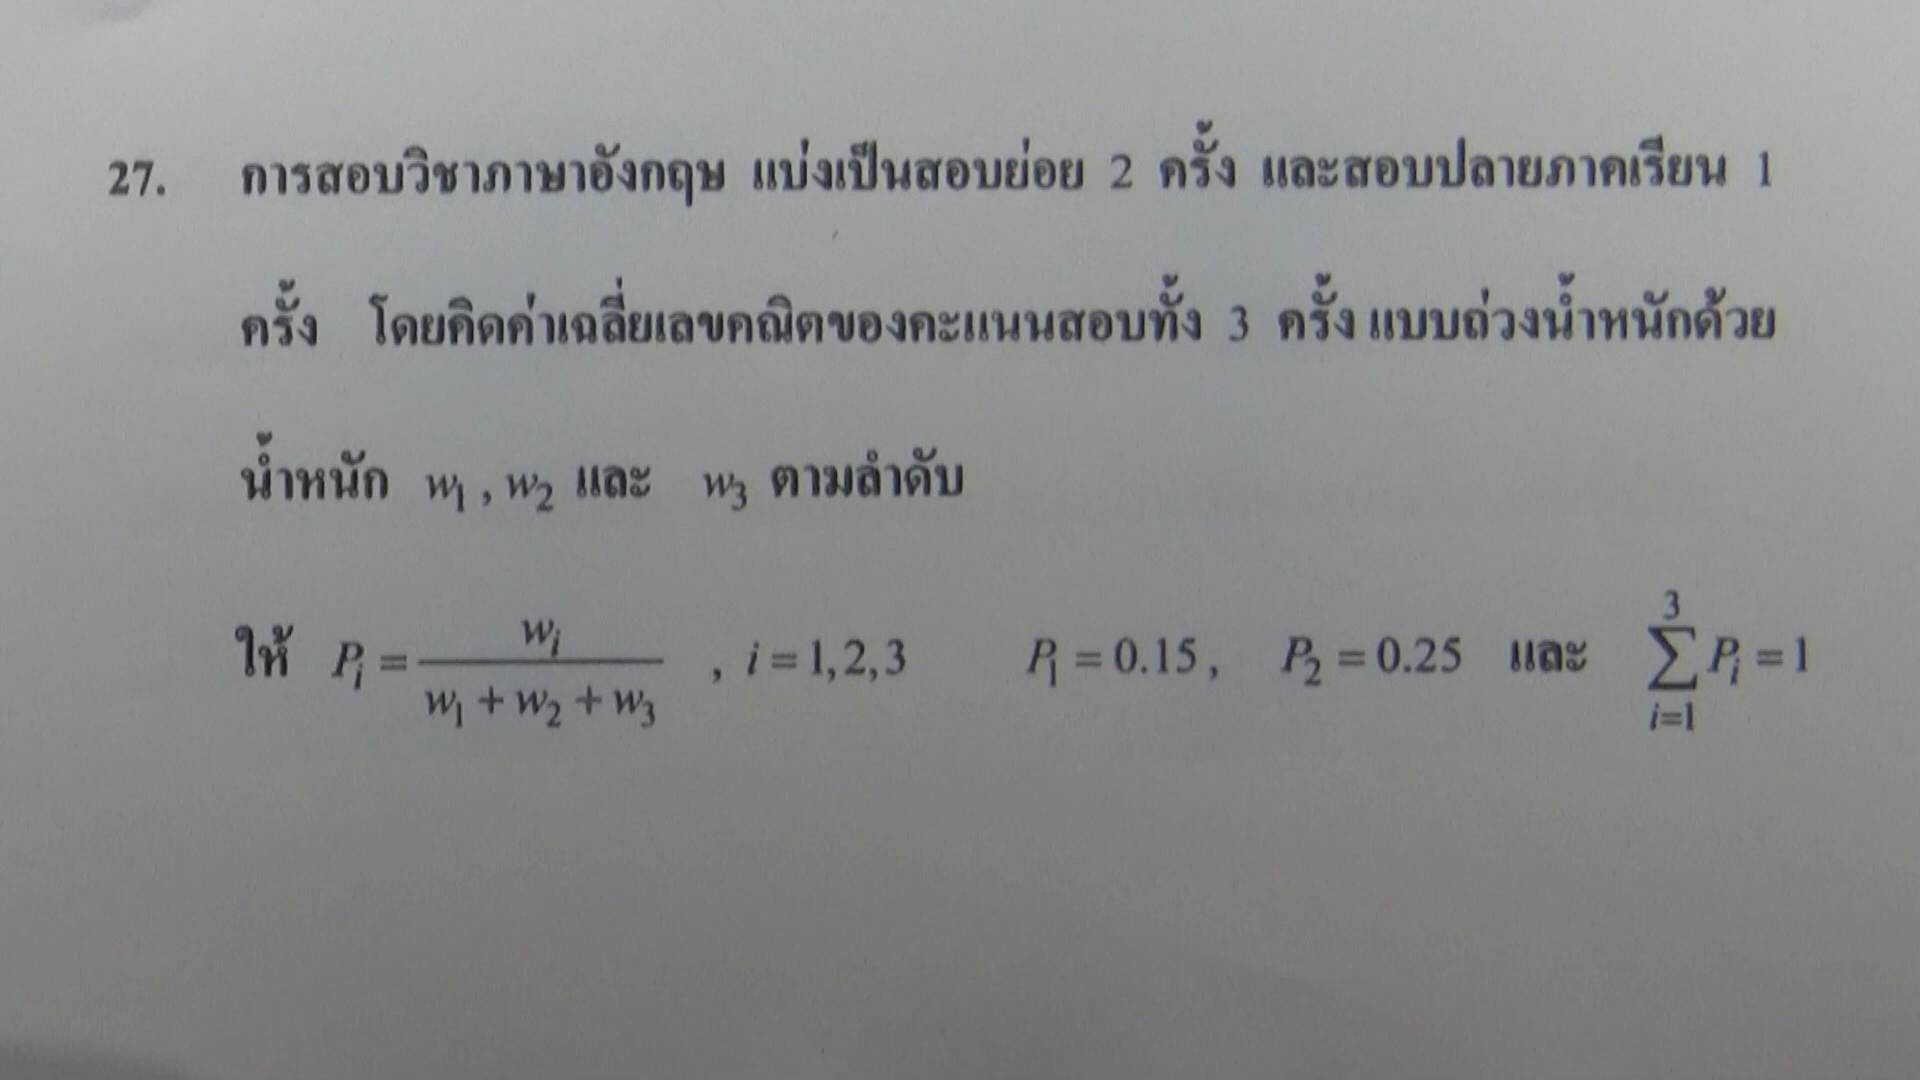 27. การสอบวิชาภาษาอังกฤษ แบ่งเป็นสอบย่อย 2 ครั้ง และสอบปลายภาคเรียน 1
ครั้ง โดยคิดค่าเฉลี่ยเลขคณิตของคะแนนสอบทั้ง 3 ครั้ง แบบถ่วงน้ำหนักด้วย
น้ำหนัก w₁ , w₂ และ w₃ ตามลำดับ
ให้ Pᵢ = wᵢ / (w₁ + w₂ + w₃) , i = 1, 2, 3 P₁ = 0.15 , P₂ = 0.25 และ ∑_{i=1}^{3} Pᵢ = 1